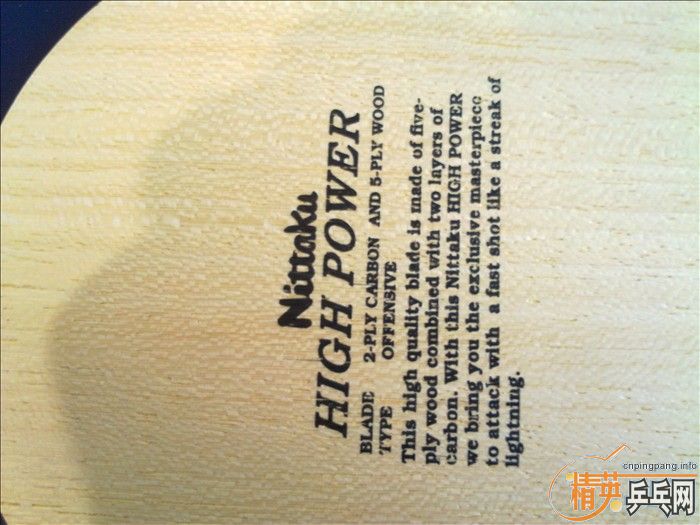 Nittaku
HIGH POWER
BLADE 2-PLY CARBON AND 5-PLY WOOD
TYPE OFFENSIVE
This high quality blade is made of five-
ply wood combined with two layers of
carbon. With this Nittaku HIGH POWER
we bring you the exclusive masterpiece
to attack with a fast shot like a streak of
lightning.
cnpingpang.info
精英乒乓网